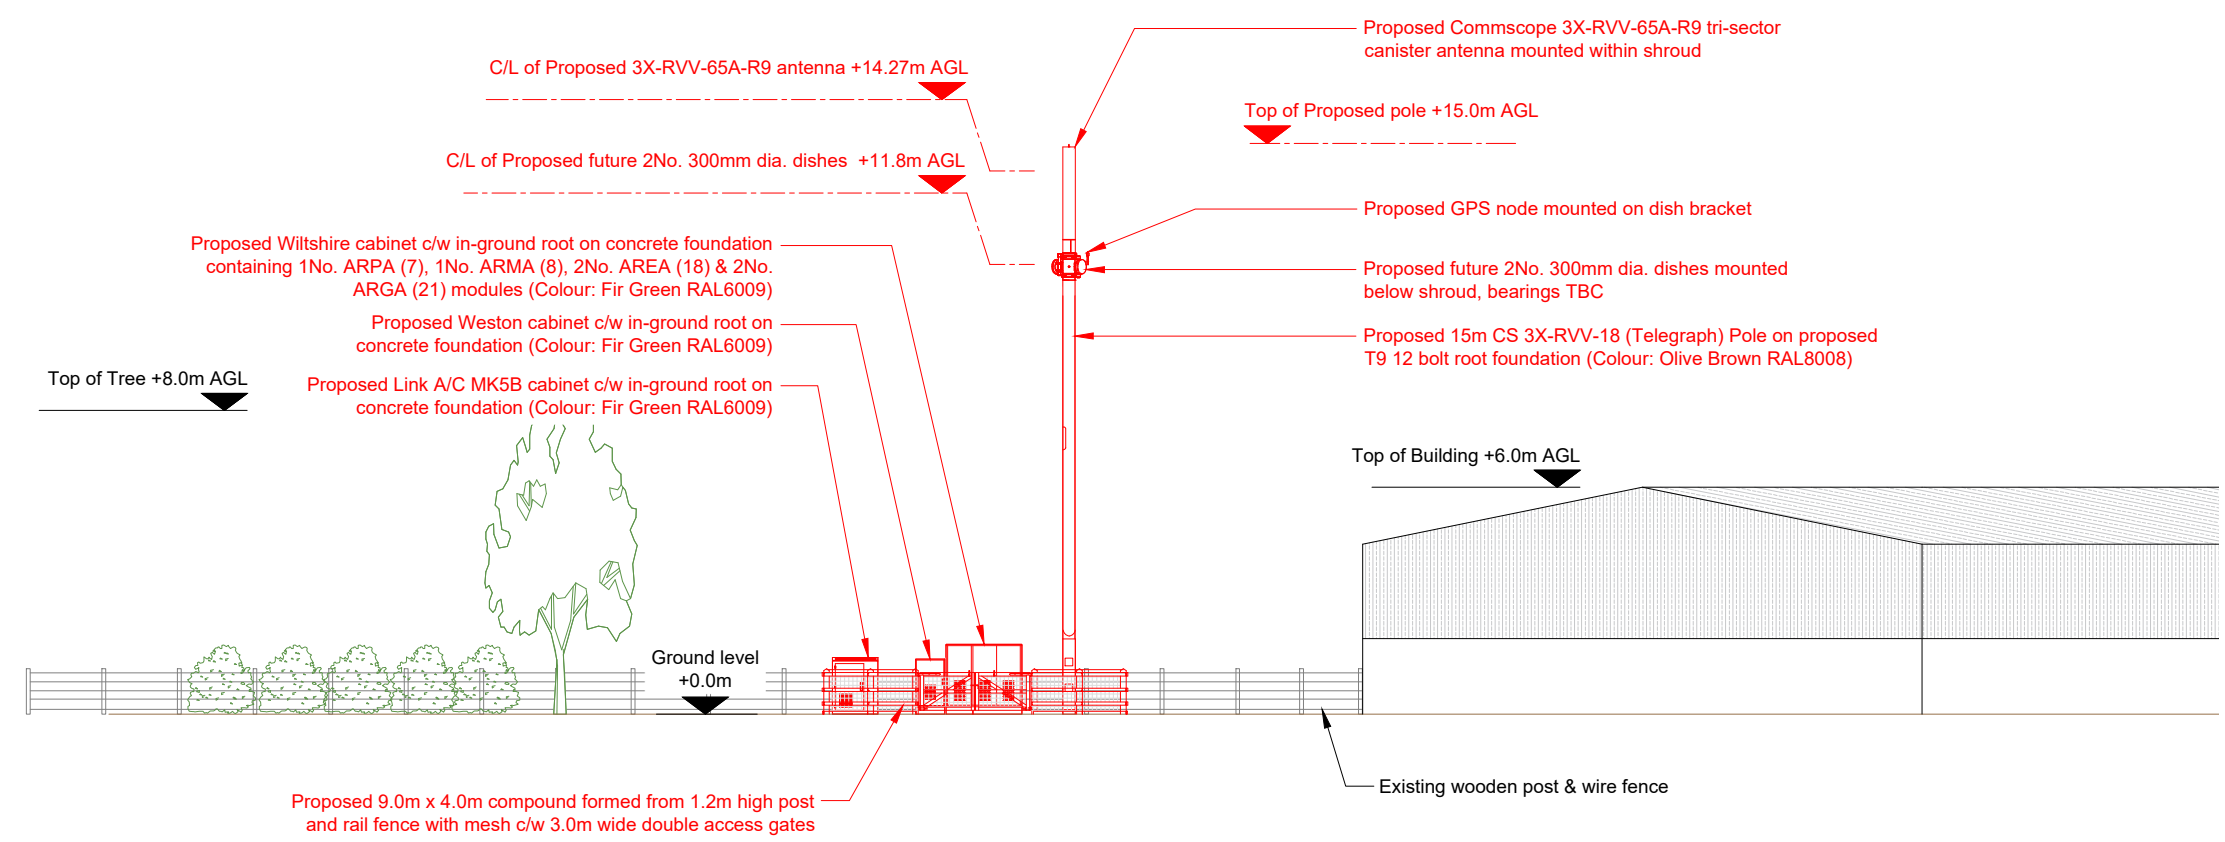 Proposed Commscope 3X-RVV-65A-R9 tri-sector
canister antenna mounted within shroud
C/L of Proposed 3X-RVV-65A-R9 antenna +14.27m AGL
Top of Proposed pole +15.0m AGL
C/L of Proposed future 2No. 300mm dia. dishes +11.8m AGL
Proposed GPS node mounted on dish bracket
Proposed Wiltshire cabinet c/w in-ground root on concrete foundation
containing 1No. ARPA (7), 1No. ARMA (8), 2No. AREA (18) & 2No.
ARGA (21) modules (Colour: Fir Green RAL6009)
Proposed future 2No. 300mm dia. dishes mounted
below shroud, bearings TBC
Proposed Weston cabinet c/w in-ground root on
concrete foundation (Colour: Fir Green RAL6009)
Proposed 15m CS 3X-RVV-18 (Telegraph) Pole on proposed
T9 12 bolt root foundation (Colour: Olive Brown RAL8008)
Top of Tree +8.0m AGL
Proposed Link A/C MK5B cabinet c/w in-ground root on
concrete foundation (Colour: Fir Green RAL6009)
Top of Building +6.0m AGL
Ground level
+0.0m
Existing wooden post & wire fence
Proposed 9.0m x 4.0m compound formed from 1.2m high post
and rail fence with mesh c/w 3.0m wide double access gates